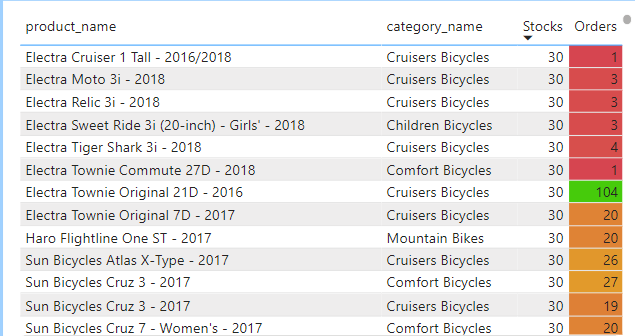 product_name category_name Stocks Orders
Electra Cruiser 1 Tall - 2016/2018 Cruisers Bicycles 30 1
Electra Moto 3i - 2018 Cruisers Bicycles 30 3
Electra Relic 3i - 2018 Cruisers Bicycles 30 3
Electra Sweet Ride 3i (20-inch) - Girls' - 2018 Children Bicycles 30 3
Electra Tiger Shark 3i - 2018 Cruisers Bicycles 30 4
Electra Townie Commute 27D - 2018 Comfort Bicycles 30 1
Electra Townie Original 21D - 2016 Cruisers Bicycles 30 104
Electra Townie Original 7D - 2017 Cruisers Bicycles 30 20
Haro Flightline One ST - 2017 Mountain Bikes 30 20
Sun Bicycles Atlas X-Type - 2017 Cruisers Bicycles 30 26
Sun Bicycles Cruz 3 - 2017 Comfort Bicycles 30 27
Sun Bicycles Cruz 3 - 2017 Cruisers Bicycles 30 19
Sun Bicycles Cruz 7 - Women's - 2017 Comfort Bicycles 30 20